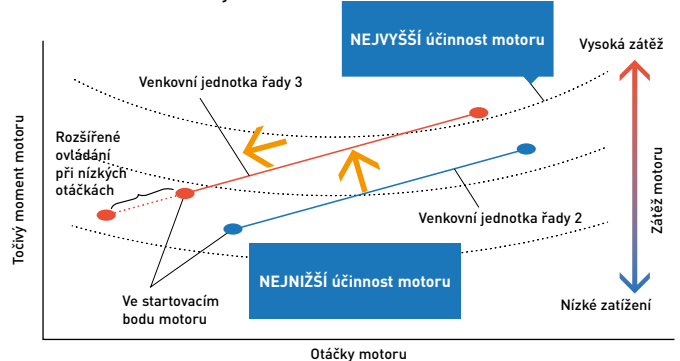 NEJVYŠŠÍ účinnost motoru
Vysoká zátěž
Venkovní jednotka řady 3
Rozšířené
ovládání
při nízkých
otáčkách
Točivý moment motoru
Zátěž motoru
Venkovní jednotka řady 2
NEJNIŽŠÍ účinnost motoru
Ve startovacím
bodu motoru
Nízké zatížení
Otáčky motoru